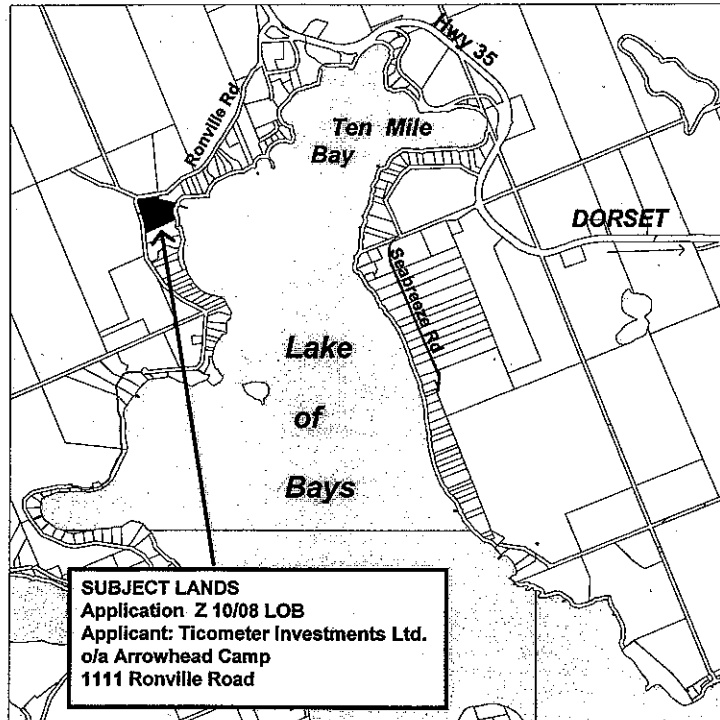 Hwy 35
Ronville Rd
Ten Mile
Bay
DORSET
Seabreeze Rd
Lake
of
Bays
SUBJECT LANDS
Application Z 10/08 LOB
Applicant: Ticometer Investments Ltd.
o/a Arrowhead Camp
1111 Ronville Road